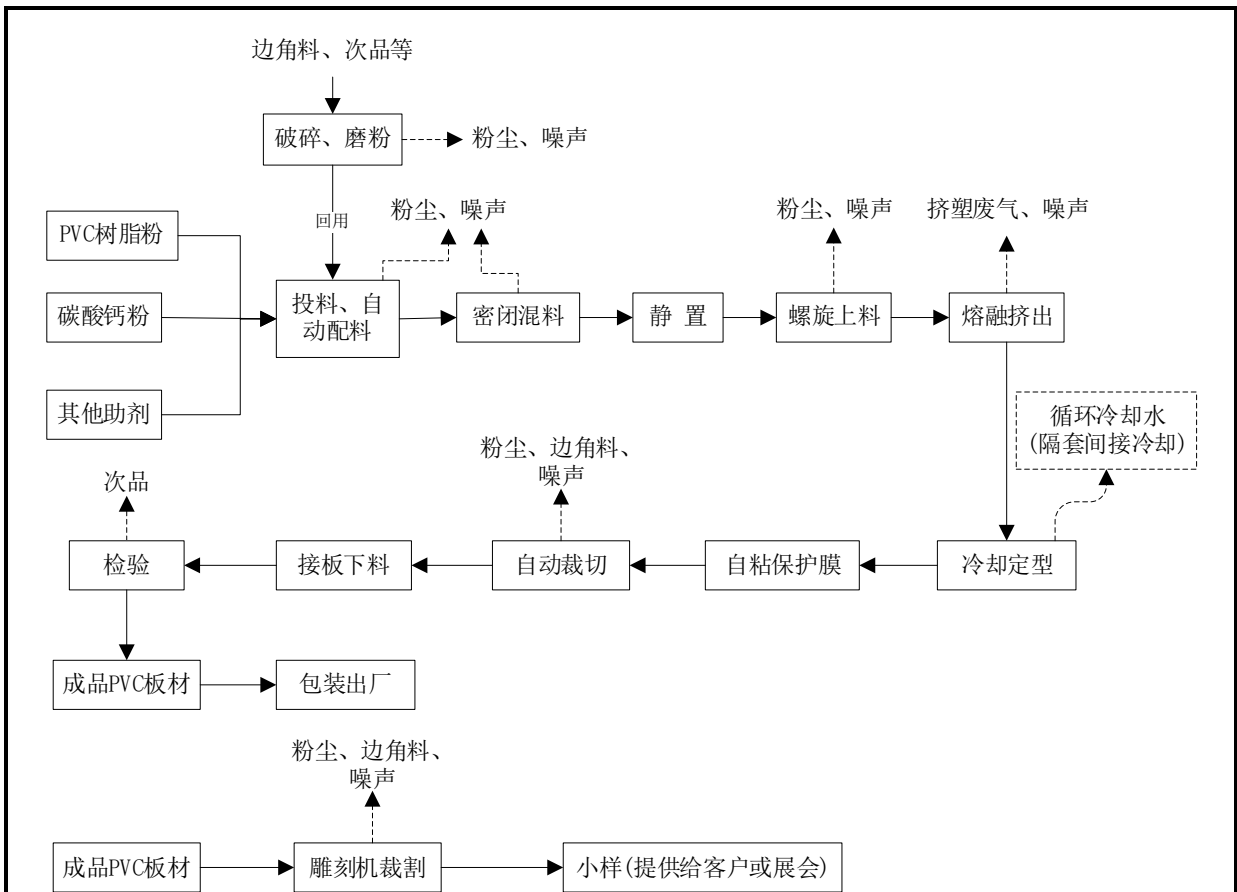 边角料、次品等
破碎、磨粉
粉尘、噪声
回用
粉尘、噪声
粉尘、噪声
挤塑废气、噪声
PVC树脂粉
碳酸钙粉
其他助剂
投料、自
动配料
密闭混料
静 置
螺旋上料
熔融挤出
循环冷却水
(隔套间接冷却)
粉尘、边角料、
噪声
次品
检验
接板下料
自动裁切
自粘保护膜
冷却定型
成品PVC板材
包装出厂
粉尘、边角料、
噪声
成品PVC板材
雕刻机裁割
小样(提供给客户或展会)